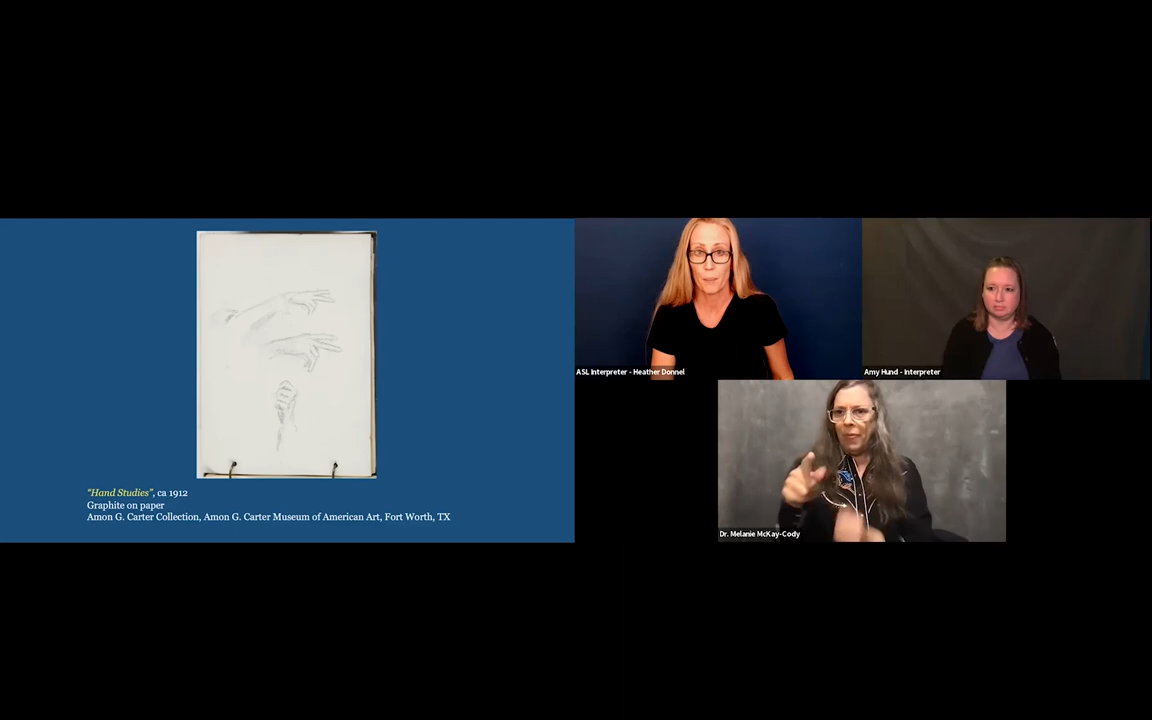 "Hand Studies", ca 1912
Graphite on paper
Amon G. Carter Collection, Amon G. Carter Museum of American Art, Fort Worth, TX
ASL Interpreter - Heather Donnel
Amy Hund - Interpreter
Dr. Melanie McKay-Cody